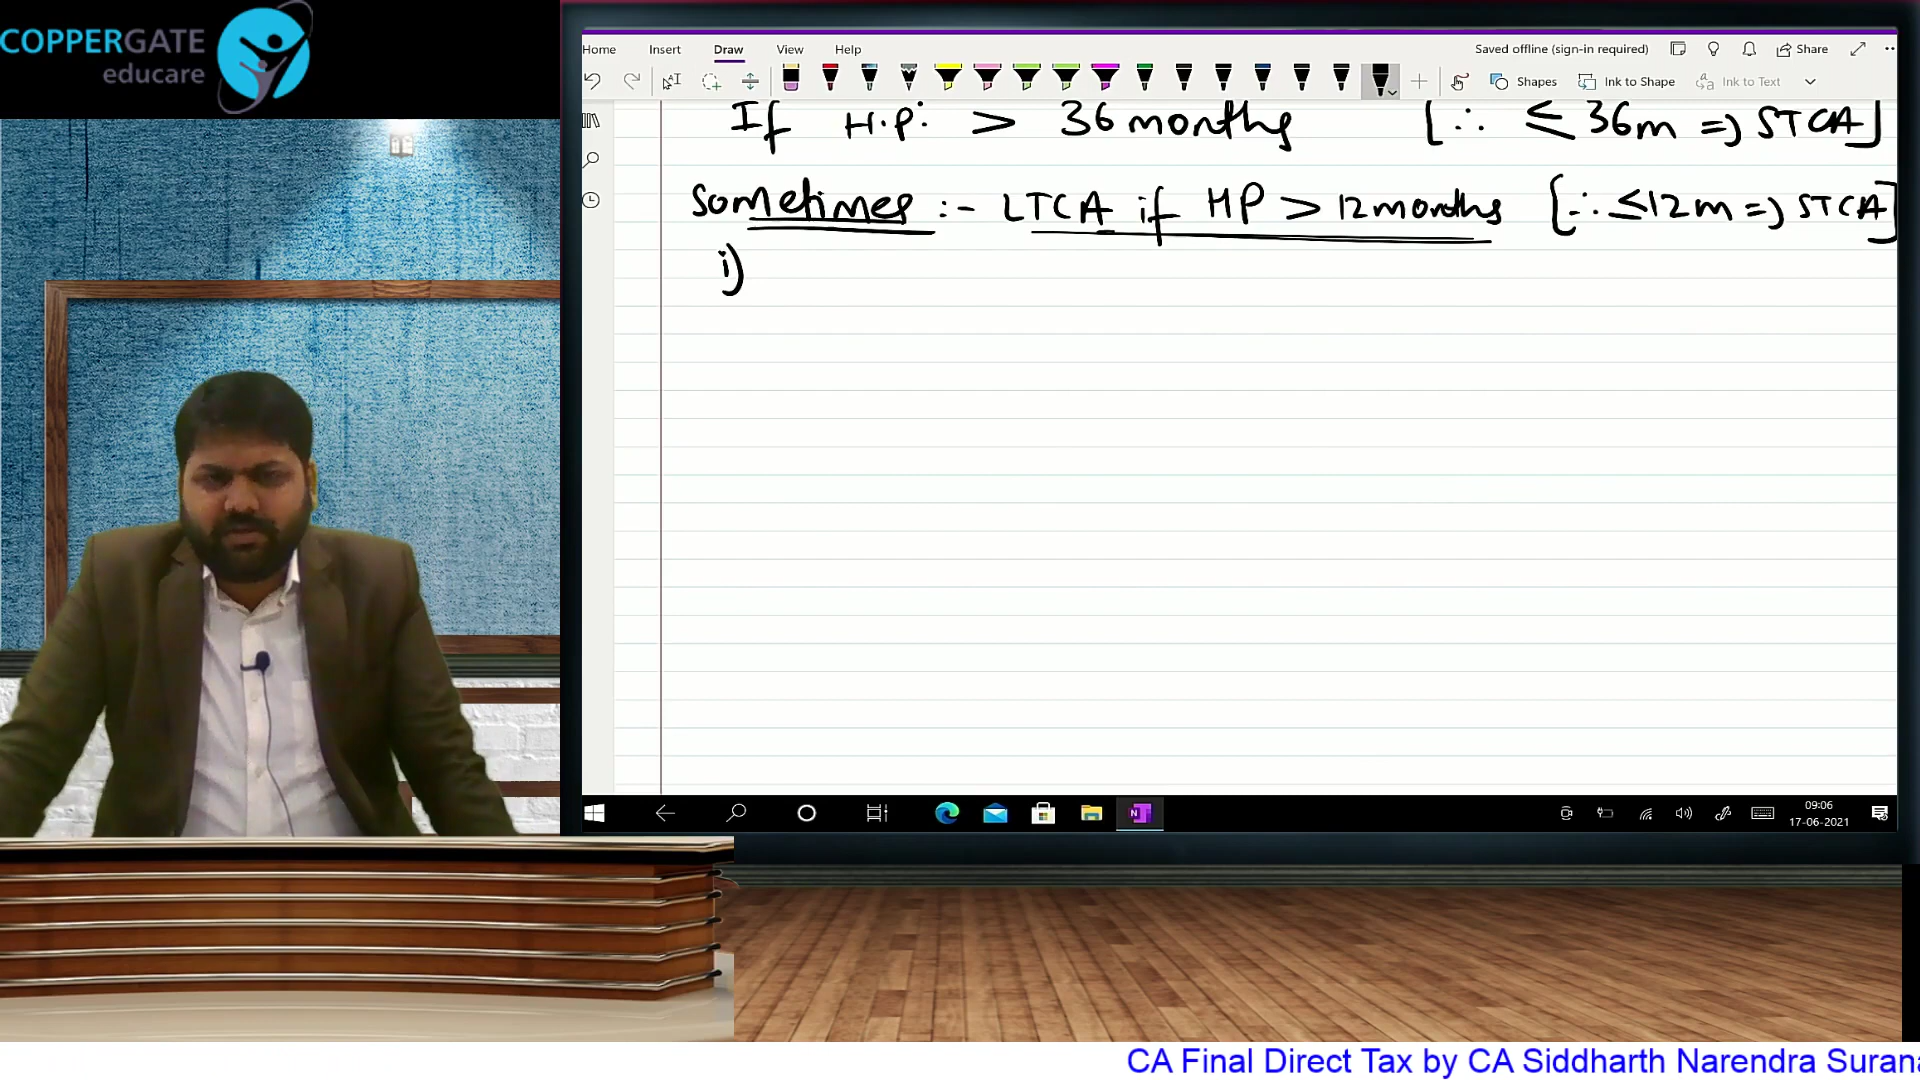 COPPERGATE
educare
Home Insert Draw View Help Saved offline (sign-in required) Share
Shapes Ink to Shape Ink to Text
If H.P. > 36 months [∴ ≤ 36m => STCA]
Sometimes :- LTCA if HP > 12 months [∴ ≤12m => STCA]
i)
09:06
17-06-2021
CA Final Direct Tax by CA Siddharth Narendra Surana